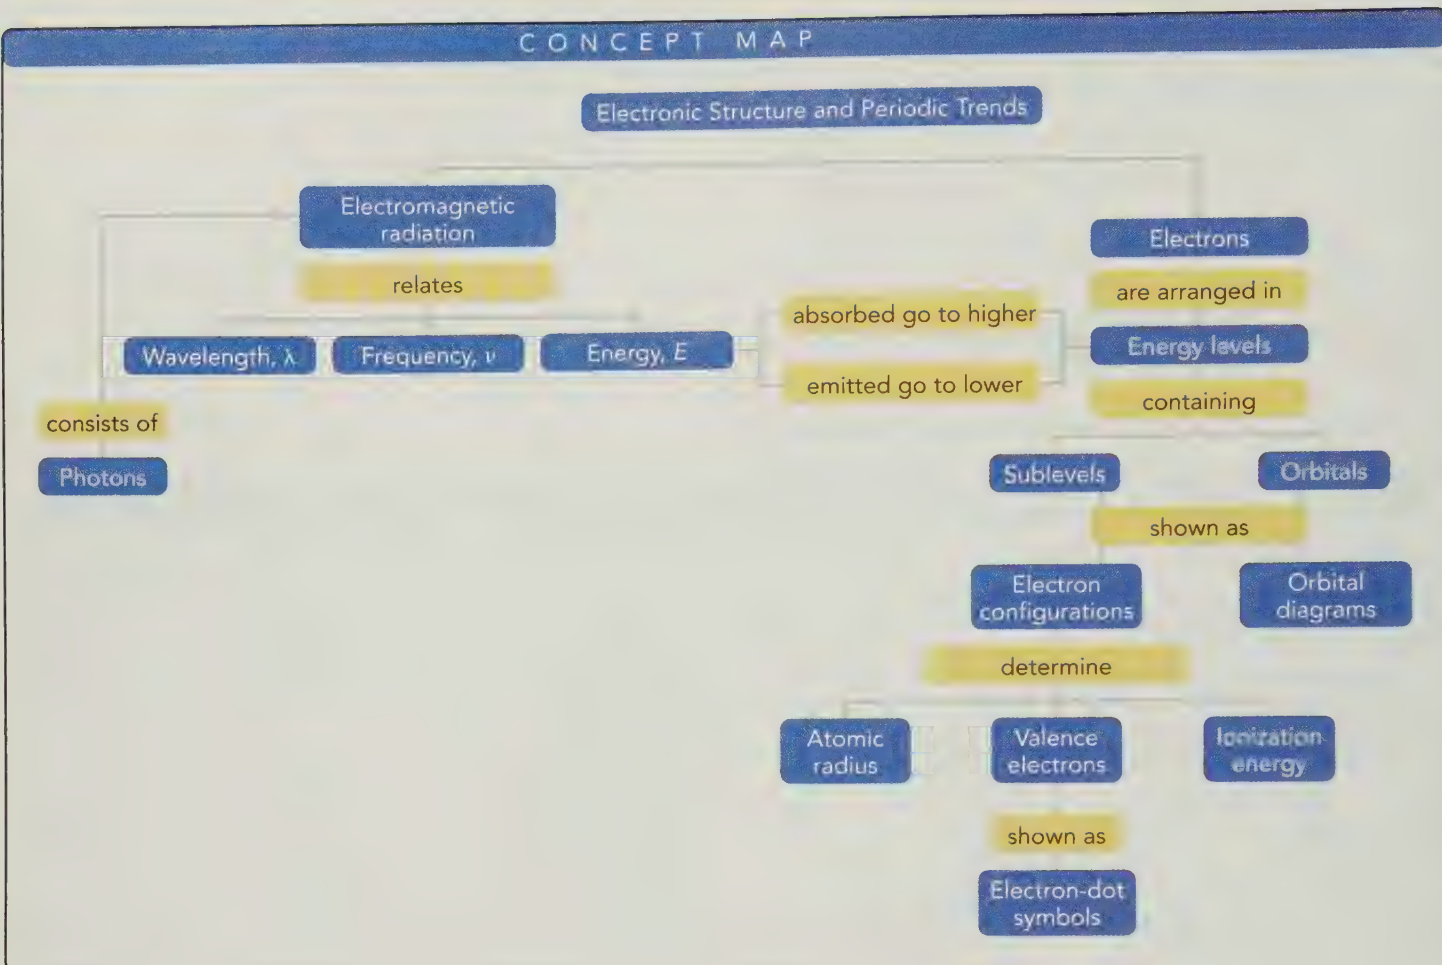 CONCEPT MAP
Electronic Structure and Periodic Trends
Electromagnetic
radiation
Electrons
relates
are arranged in
absorbed go to higher
Wavelength, λ
Frequency, ν
Energy, E
Energy levels
emitted go to lower
containing
consists of
Photons
Sublevels
Orbitals
shown as
Electron
configurations
Orbital
diagrams
determine
Atomic
radius
Valence
electrons
Ionization
energy
shown as
Electron-dot
symbols